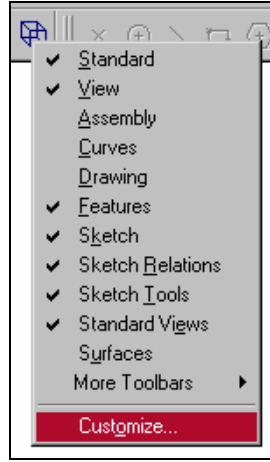 Standard
View
Assembly
Curves
Drawing
Features
Sketch
Sketch Relations
Sketch Tools
Standard Views
Surfaces
More Toolbars
Customize...